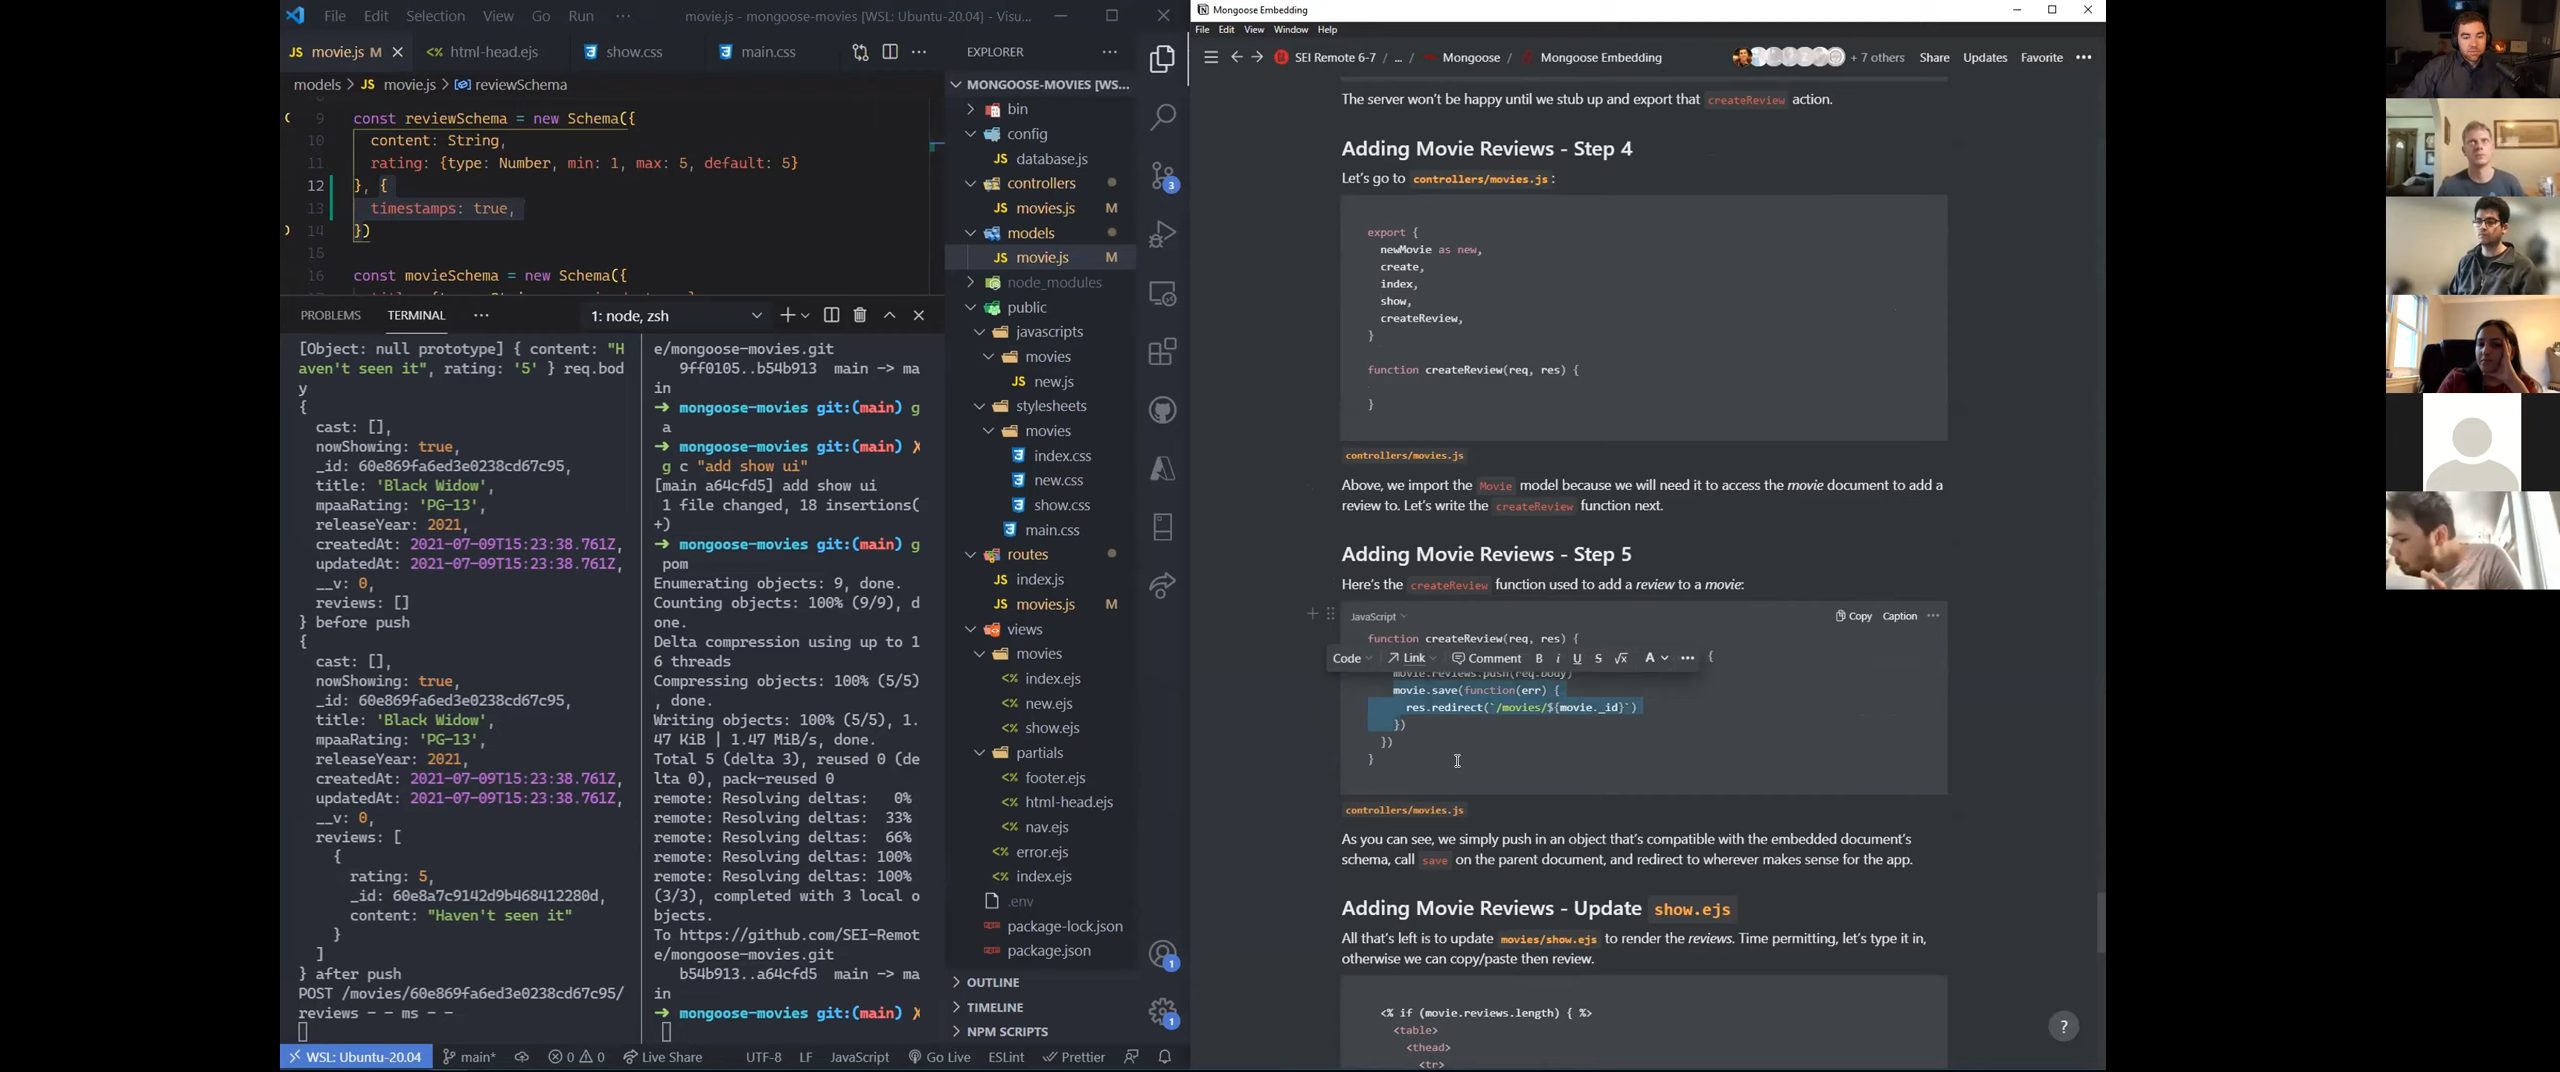 File Edit Selection View Go Run ··· movie.js - mongoose-movies [WSL: Ubuntu-20.04] - Visu...
JS movie.js M × <> html-head.ejs show.css main.css
models > JS movie.js > reviewSchema
9 const reviewSchema = new Schema({
10 content: String,
11 rating: {type: Number, min: 1, max: 5, default: 5}
12 }, {
13 timestamps: true,
14 })
15
16 const movieSchema = new Schema({
PROBLEMS TERMINAL ··· 1: node, zsh
[Object: null prototype] { content: "H
aven't seen it", rating: '5' } req.bod
y
{
cast: [],
nowShowing: true,
_id: 60e869fa6ed3e0238cd67c95,
title: 'Black Widow',
mpaaRating: 'PG-13',
releaseYear: 2021,
createdAt: 2021-07-09T15:23:38.761Z,
updatedAt: 2021-07-09T15:23:38.761Z,
__v: 0,
reviews: []
} before push
{
cast: [],
nowShowing: true,
_id: 60e869fa6ed3e0238cd67c95,
title: 'Black Widow',
mpaaRating: 'PG-13',
releaseYear: 2021,
createdAt: 2021-07-09T15:23:38.761Z,
updatedAt: 2021-07-09T15:23:38.761Z,
__v: 0,
reviews: [
{
rating: 5,
_id: 60e8a7c9142d9b468412280d,
content: "Haven't seen it"
}
]
} after push
POST /movies/60e869fa6ed3e0238cd67c95/
reviews - - ms - -
e/mongoose-movies.git
9ff0105..b54b913 main -> ma
in
➜ mongoose-movies git:(main) g
a
➜ mongoose-movies git:(main) ✗
g c "add show ui"
[main a64cfd5] add show ui
1 file changed, 18 insertions(
+)
➜ mongoose-movies git:(main) g
pom
Enumerating objects: 9, done.
Counting objects: 100% (9/9), d
one.
Delta compression using up to 1
6 threads
Compressing objects: 100% (5/5)
, done.
Writing objects: 100% (5/5), 1.
47 KiB | 1.47 MiB/s, done.
Total 5 (delta 3), reused 0 (de
lta 0), pack-reused 0
remote: Resolving deltas: 0%
remote: Resolving deltas: 33%
remote: Resolving deltas: 66%
remote: Resolving deltas: 100%
remote: Resolving deltas: 100%
(3/3), completed with 3 local o
bjects.
To https://github.com/SEI-Remot
e/mongoose-movies.git
b54b913..a64cfd5 main -> ma
in
➜ mongoose-movies git:(main) ✗
EXPLORER ···
MONGOOSE-MOVIES [WS...
bin
config
JS database.js
controllers
JS movies.js M
models
JS movie.js M
node_modules
public
javascripts
movies
JS new.js
stylesheets
movies
index.css
new.css
show.css
main.css
routes
JS index.js
JS movies.js M
views
movies
<> index.ejs
<> new.ejs
<> show.ejs
partials
<> footer.ejs
<> html-head.ejs
<> nav.ejs
<> error.ejs
<> index.ejs
.env
package-lock.json
package.json
OUTLINE
TIMELINE
NPM SCRIPTS
3
1
1
WSL: Ubuntu-20.04 main* 0 0 Live Share UTF-8 LF JavaScript Go Live ESLint Prettier
Mongoose Embedding
File Edit View Window Help
SEI Remote 6-7 / ... / Mongoose / Mongoose Embedding + 7 others Share Updates Favorite ···
The server won't be happy until we stub up and export that createReview action.
Adding Movie Reviews - Step 4
Let's go to controllers/movies.js :
export {
newMovie as new,
create,
index,
show,
createReview,
}
function createReview(req, res) {
}
controllers/movies.js
Above, we import the Movie model because we will need it to access the movie document to add a
review to. Let's write the createReview function next.
Adding Movie Reviews - Step 5
Here's the createReview function used to add a review to a movie:
JavaScript Copy Caption ···
function createReview(req, res) {
Code Link Comment B i U S √x A ··· {
movie.reviews.push(req.body)
movie.save(function(err) {
res.redirect(`/movies/${movie._id}`)
})
})
}
controllers/movies.js
As you can see, we simply push in an object that's compatible with the embedded document's
schema, call save on the parent document, and redirect to wherever makes sense for the app.
Adding Movie Reviews - Update show.ejs
All that's left is to update movies/show.ejs to render the reviews. Time permitting, let's type it in,
otherwise we can copy/paste then review.
<% if (movie.reviews.length) { %>
<table>
<thead>
<tr>
?